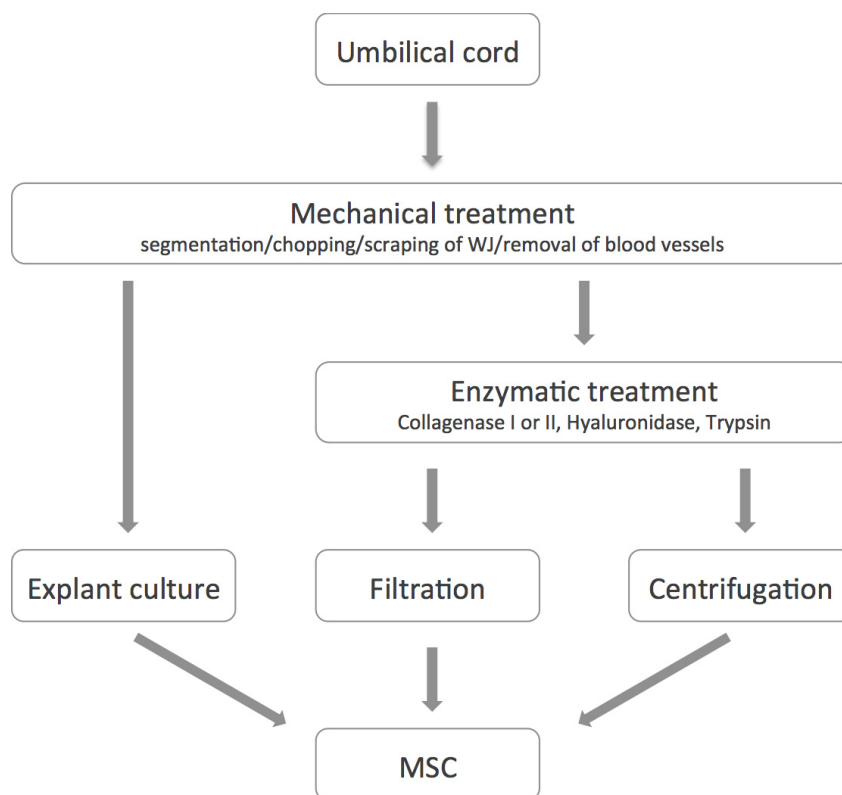 Umbilical cord
Mechanical treatment
segmentation/chopping/scraping of WJ/removal of blood vessels
Enzymatic treatment
Collagenase I or II, Hyaluronidase, Trypsin
Explant culture
Filtration
Centrifugation
MSC